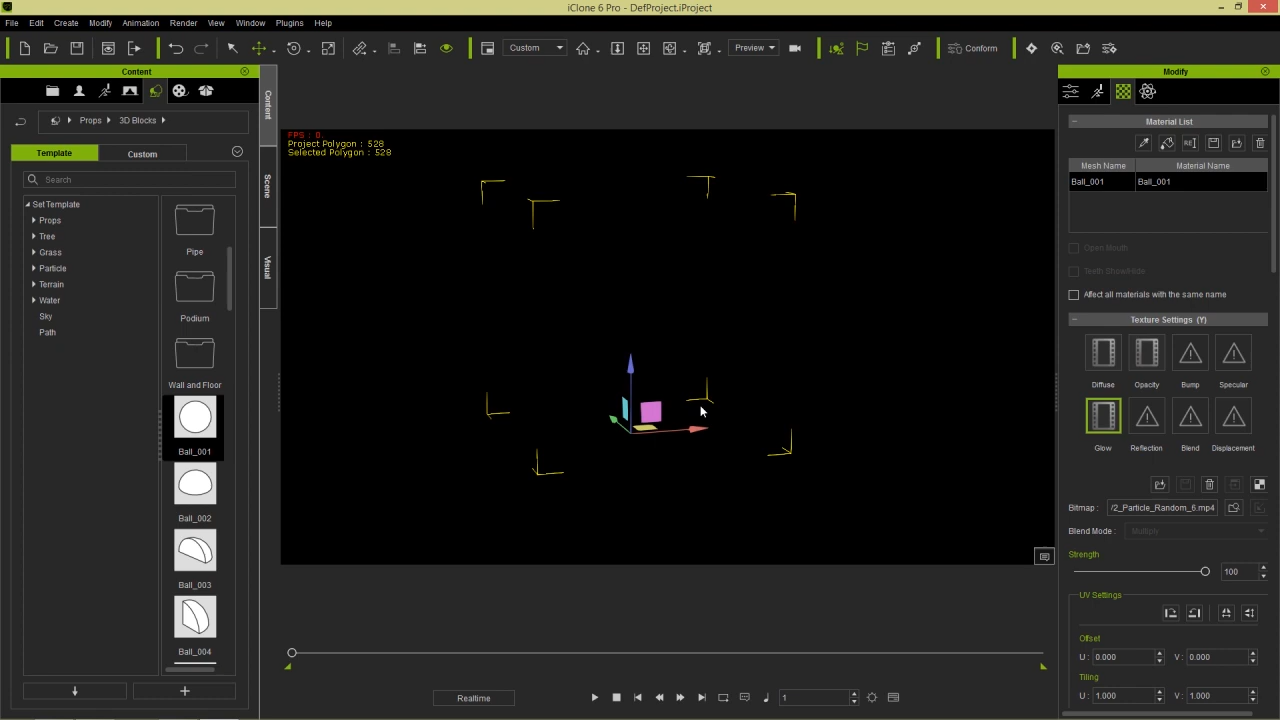 iClone 6 Pro - DefProject.iProject
File Edit Create Modify Animation Render View Window Plugins Help
Custom Preview Conform
Content
Props 3D Blocks
Template Custom
Search
SetTemplate
Props
Tree
Grass
Particle
Terrain
Water
Sky
Path
Pipe
Podium
Wall and Floor
Ball_001
Ball_002
Ball_003
Ball_004
Content
Scene
Visual
FPS : 0.
Project Polygon : 528
Selected Polygon : 528
Realtime
1
Modify
Material List
Mesh Name Material Name
Ball_001 Ball_001
Open Mouth
Teeth Show/Hide
Affect all materials with the same name
Texture Settings (Y)
Diffuse Opacity Bump Specular
Glow Reflection Blend Displacement
Bitmap : /2_Particle_Random_6.mp4
Blend Mode : Multiply
Strength
100
UV Settings
Offset
U : 0.000 V : 0.000
Tiling
U : 1.000 V : 1.000